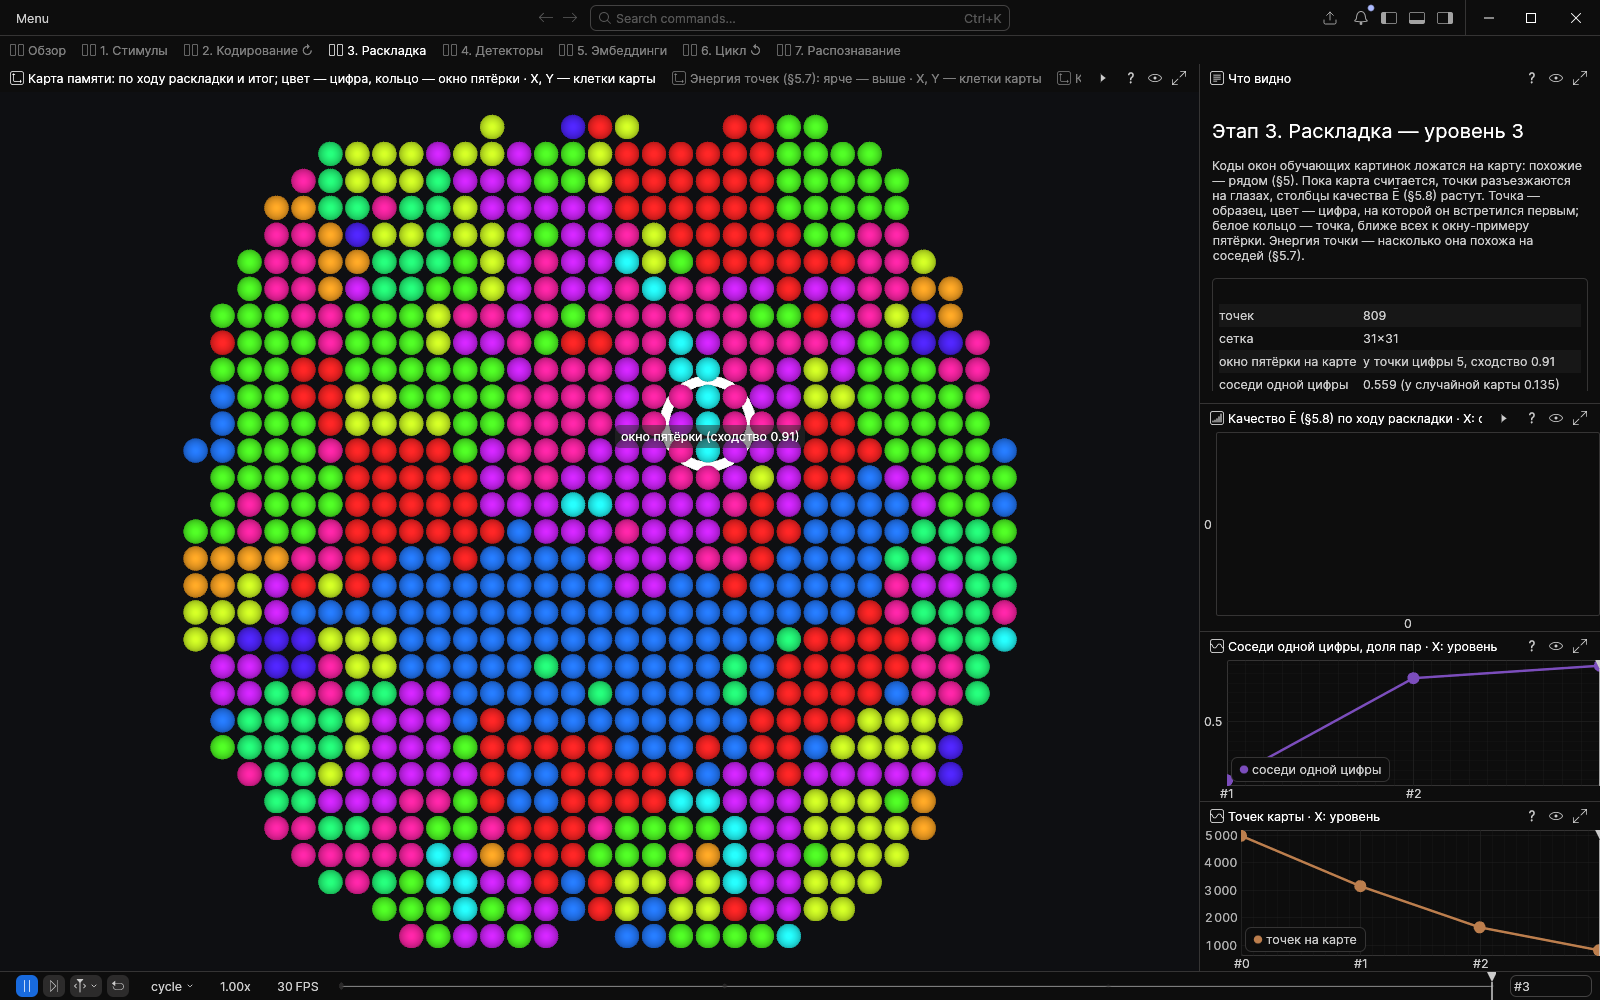 Menu
Search commands...
Ctrl+K
Обзор
1. Стимулы
2. Кодирование
3. Раскладка
4. Детекторы
5. Эмбеддинги
6. Цикл
7. Распознавание
Карта памяти: по ходу раскладки и итог; цвет — цифра, кольцо — окно пятёрки · X, Y — клетки карты
Энергия точек (§5.7): ярче — выше · X, Y — клетки карты
окно пятёрки (сходство 0.91)
Что видно
Этап 3. Раскладка — уровень 3
Коды окон обучающих картинок ложатся на карту: похожие
— рядом (§5). Пока карта считается, точки разъезжаются
на глазах, столбцы качества Ē (§5.8) растут. Точка —
образец, цвет — цифра, на которой он встретился первым;
белое кольцо — точка, ближе всех к окну-примеру
пятёрки. Энергия точки — насколько она похожа на
соседей (§5.7).
точек 809
сетка 31×31
окно пятёрки на карте у точки цифры 5, сходство 0.91
соседи одной цифры 0.559 (у случайной карты 0.135)
Качество Ē (§5.8) по ходу раскладки · X:
0
0
Соседи одной цифры, доля пар · X: уровень
0.5
соседи одной цифры
#1 #2
Точек карты · X: уровень
5 000
4 000
3 000
2 000
1 000
точек на карте
#0 #1 #2
cycle
1.00x
30 FPS
#3